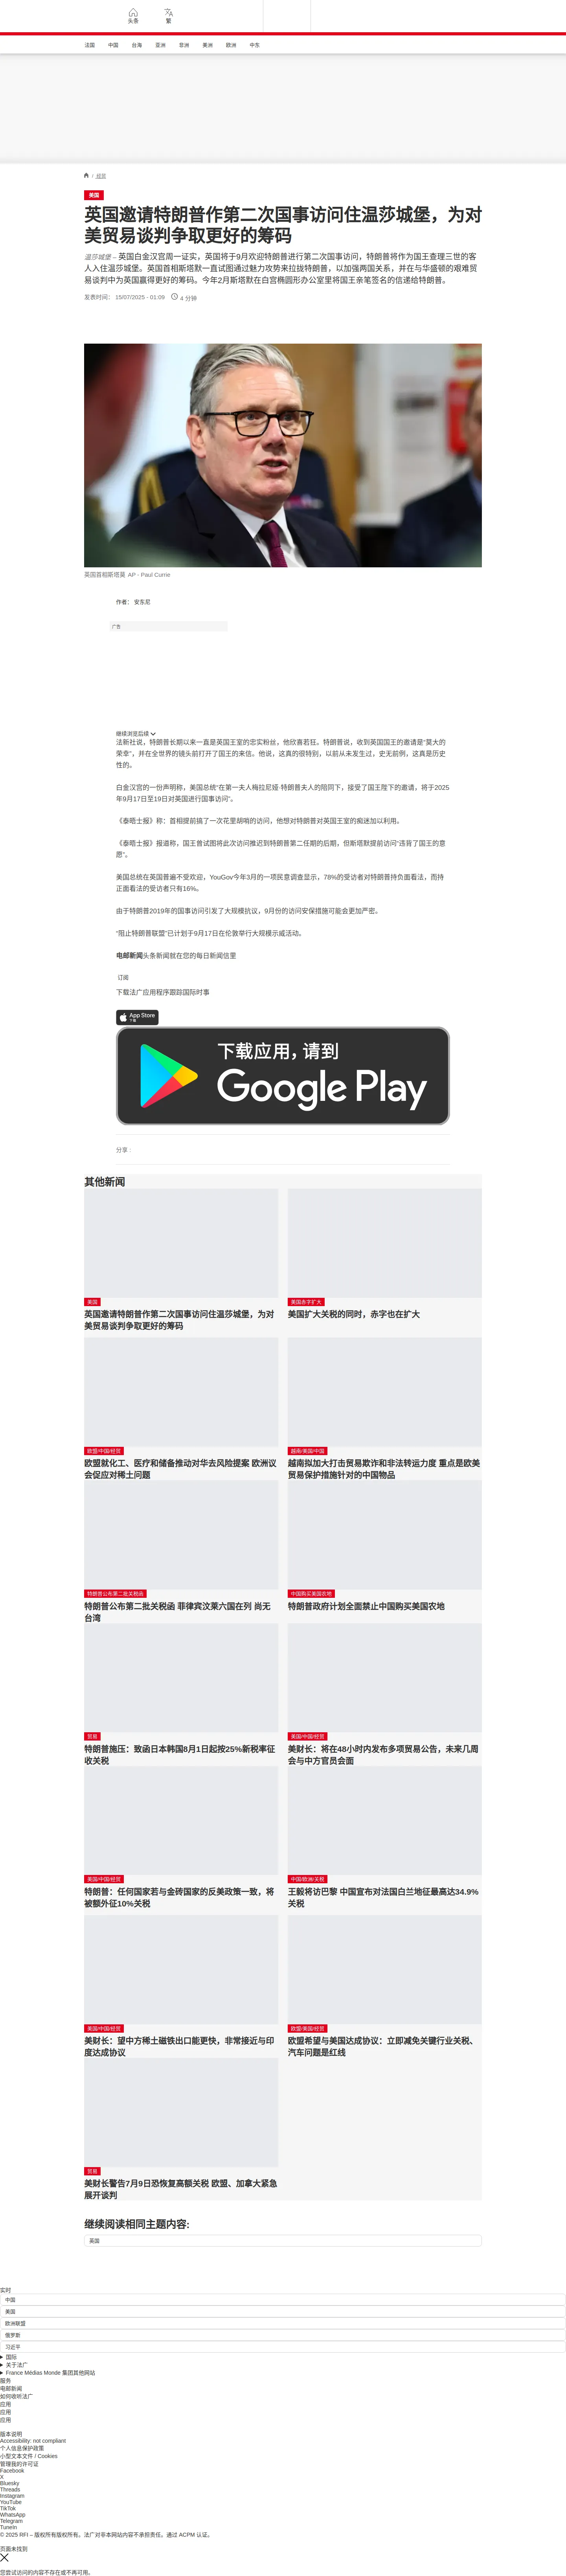 头条
繁
法国
中国
台海
亚洲
非洲
美洲
欧洲
中东
/ 经贸
美国
英国邀请特朗普作第二次国事访问住温莎城堡，为对
美贸易谈判争取更好的筹码
温莎城堡 – 英国白金汉宫周一证实，英国将于9月欢迎特朗普进行第二次国事访问，特朗普将作为国王查理三世的客
人入住温莎城堡。英国首相斯塔默一直试图通过魅力攻势来拉拢特朗普，以加强两国关系，并在与华盛顿的艰难贸
易谈判中为英国赢得更好的筹码。今年2月斯塔默在白宫椭圆形办公室里将国王亲笔签名的信递给特朗普。
发表时间： 15/07/2025 - 01:09 4 分钟
英国首相斯塔莫 AP - Paul Currie
作者： 安东尼
广告
继续浏览后续
法新社说，特朗普长期以来一直是英国王室的忠实粉丝，他欣喜若狂。特朗普说，收到英国国王的邀请是“莫大的
荣幸”，并在全世界的镜头前打开了国王的来信。他说，这真的很特别，以前从未发生过，史无前例，这真是历史
性的。
白金汉宫的一份声明称，美国总统“在第一夫人梅拉尼娅·特朗普夫人的陪同下，接受了国王陛下的邀请，将于2025
年9月17日至19日对英国进行国事访问”。
《泰晤士报》称：首相提前搞了一次花里胡哨的访问，他想对特朗普对英国王室的痴迷加以利用。
《泰晤士报》报道称，国王曾试图将此次访问推迟到特朗普第二任期的后期，但斯塔默提前访问“违背了国王的意
愿”。
美国总统在英国普遍不受欢迎，YouGov今年3月的一项民意调查显示，78%的受访者对特朗普持负面看法，而持
正面看法的受访者只有16%。
由于特朗普2019年的国事访问引发了大规模抗议，9月份的访问安保措施可能会更加严密。
“阻止特朗普联盟”已计划于9月17日在伦敦举行大规模示威活动。
电邮新闻头条新闻就在您的每日新闻信里
订阅
下载法广应用程序跟踪国际时事
App Store
下载
下载应用，请到
Google Play
分享 :
其他新闻
美国
英国邀请特朗普作第二次国事访问住温莎城堡，为对
美贸易谈判争取更好的筹码
美国赤字扩大
美国扩大关税的同时，赤字也在扩大
欧盟/中国/经贸
欧盟就化工、医疗和储备推动对华去风险提案 欧洲议
会促应对稀土问题
越南/美国/中国
越南拟加大打击贸易欺诈和非法转运力度 重点是欧美
贸易保护措施针对的中国物品
特朗普公布第二批关税函
特朗普公布第二批关税函 菲律宾汶莱六国在列 尚无
台湾
中国购买美国农地
特朗普政府计划全面禁止中国购买美国农地
贸易
特朗普施压：致函日本韩国8月1日起按25%新税率征
收关税
美国/中国/经贸
美财长：将在48小时内发布多项贸易公告，未来几周
会与中方官员会面
美国/中国/经贸
特朗普：任何国家若与金砖国家的反美政策一致，将
被额外征10%关税
中国/欧洲/关税
王毅将访巴黎 中国宣布对法国白兰地征最高达34.9%
关税
美国/中国/经贸
美财长：望中方稀土磁铁出口能更快，非常接近与印
度达成协议
欧盟/美国/经贸
欧盟希望与美国达成协议：立即减免关键行业关税、
汽车问题是红线
贸易
美财长警告7月9日恐恢复高额关税 欧盟、加拿大紧急
展开谈判
继续阅读相同主题内容:
英国
实时
中国
美国
欧洲联盟
俄罗斯
习近平
国际
关于法广
France Médias Monde 集团其他网站
服务
电邮新闻
如何收听法广
应用
应用
应用
版本说明
Accessibility: not compliant
个人信息保护政策
小型文本文件 / Cookies
管理我的许可证
Facebook
X
Bluesky
Threads
Instagram
YouTube
TikTok
WhatsApp
Telegram
TuneIn
© 2025 RFI – 版权所有版权所有。法广对非本网站内容不承担责任。通过 ACPM 认证。
页面未找到
您尝试访问的内容不存在或不再可用。